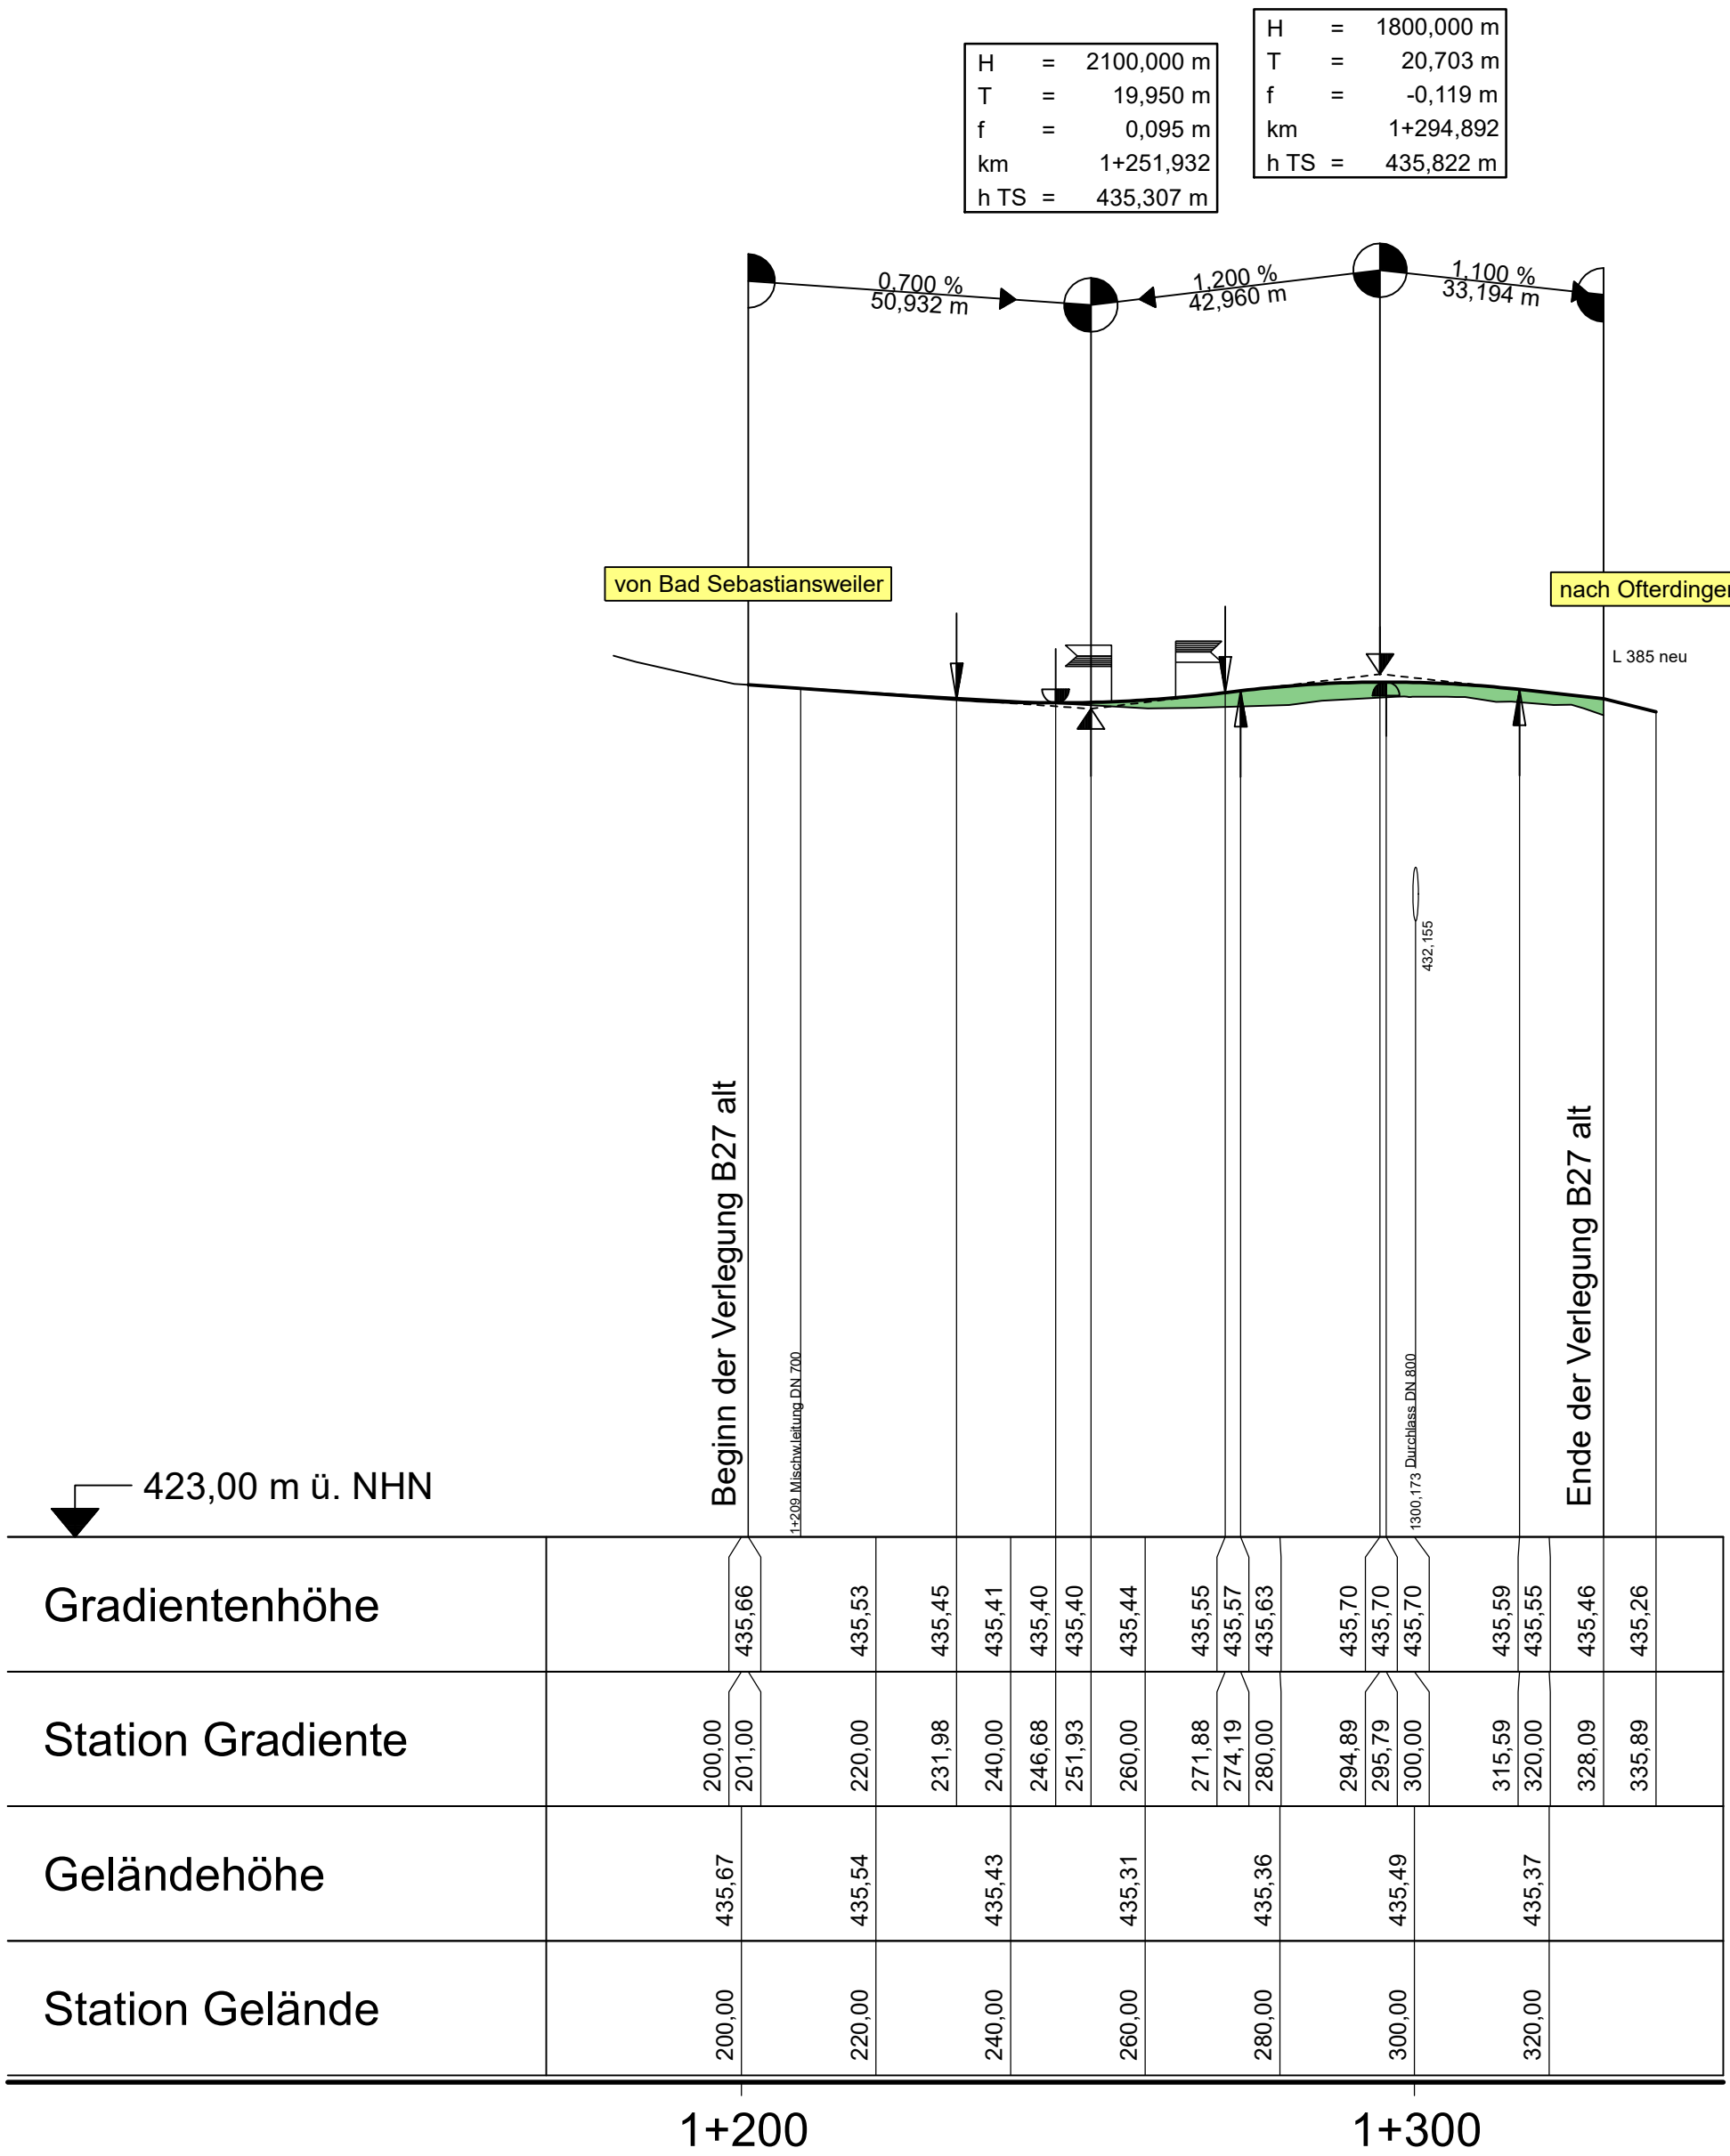 H = 2100,000 m
T = 19,950 m
f = 0,095 m
km 1+251,932
h TS = 435,307 m
H = 1800,000 m
T = 20,703 m
f = -0,119 m
km 1+294,892
h TS = 435,822 m
0,700 %
50,932 m
1,200 %
42,960 m
1,100 %
33,194 m
von Bad Sebastiansweiler
nach Ofterdingen
L 385 neu
432,155
Beginn der Verlegung B27 alt
1+209 Mischw.leitung DN 700
1300,173 Durchlass DN 800
Ende der Verlegung B27 alt
423,00 m ü. NHN
Gradientenhöhe 435,66 435,53 435,45 435,41 435,40 435,40 435,44 435,55 435,57 435,63 435,70 435,70 435,70 435,59 435,55 435,46 435,26
Station Gradiente 200,00 201,00 220,00 231,98 240,00 246,68 251,93 260,00 271,88 274,19 280,00 294,89 295,79 300,00 315,59 320,00 328,09 335,89
Geländehöhe 435,67 435,54 435,43 435,31 435,36 435,49 435,37
Station Gelände 200,00 220,00 240,00 260,00 280,00 300,00 320,00
1+200 1+300